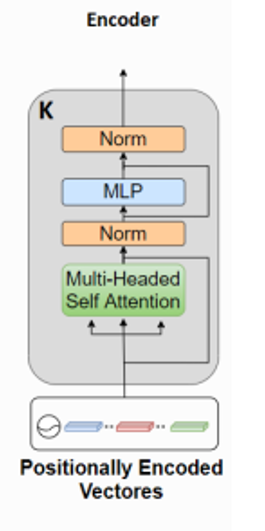 Encoder
K
Norm
MLP
Norm
Multi-Headed
Self Attention
Positionally Encoded
Vectores